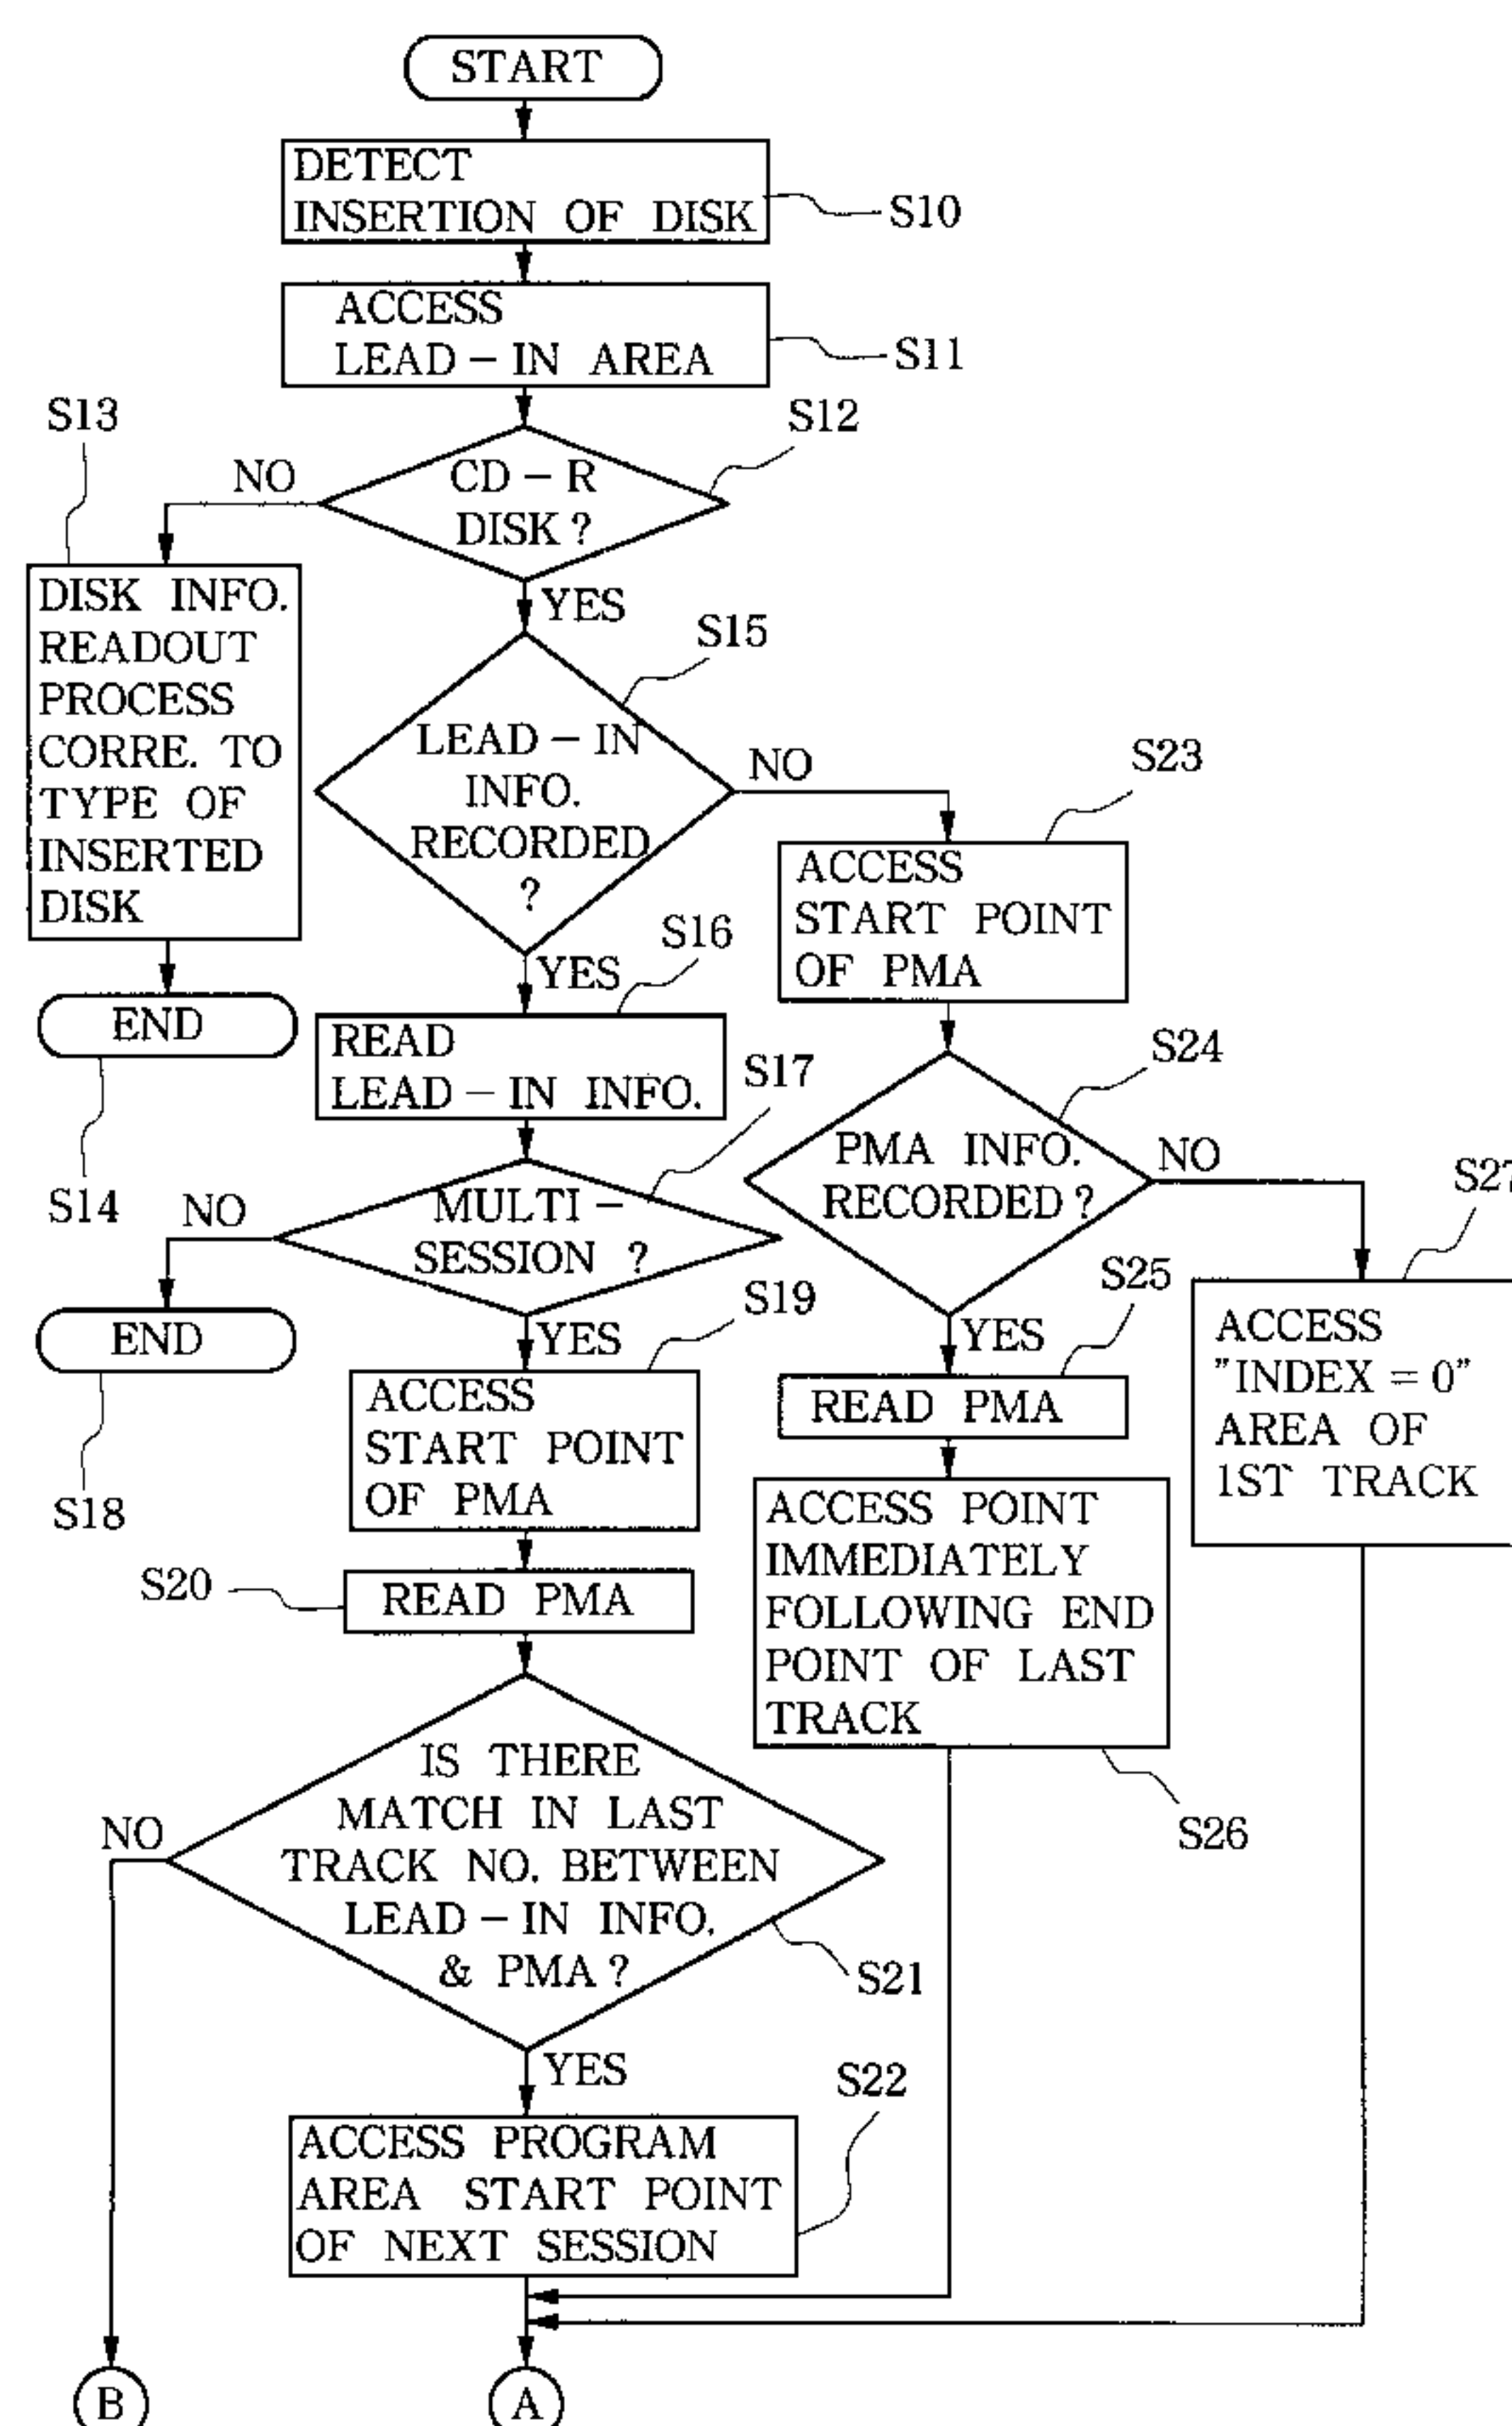 START
DETECT
INSERTION OF DISK
S10
ACCESS
LEAD-IN AREA
S11
S13
S12
NO
CD-R
DISK?
YES
DISK INFO.
READOUT
PROCESS
CORRE. TO
TYPE OF
INSERTED
DISK
S15
LEAD-IN
INFO.
RECORDED
?
NO
S23
ACCESS
START POINT
OF PMA
END
S14
YES
S16
READ
LEAD-IN INFO.
S17
S24
PMA INFO.
RECORDED?
NO
S27
MULTI-
SESSION?
NO
END
S18
YES
S19
ACCESS
START POINT
OF PMA
YES
S25
READ PMA
ACCESS
"INDEX=0"
AREA OF
1ST TRACK
S20
READ PMA
ACCESS POINT
IMMEDIATELY
FOLLOWING END
POINT OF LAST
TRACK
S26
IS THERE
MATCH IN LAST
TRACK NO. BETWEEN
LEAD-IN INFO.
& PMA?
NO
S21
YES
S22
ACCESS PROGRAM
AREA START POINT
OF NEXT SESSION
B
A